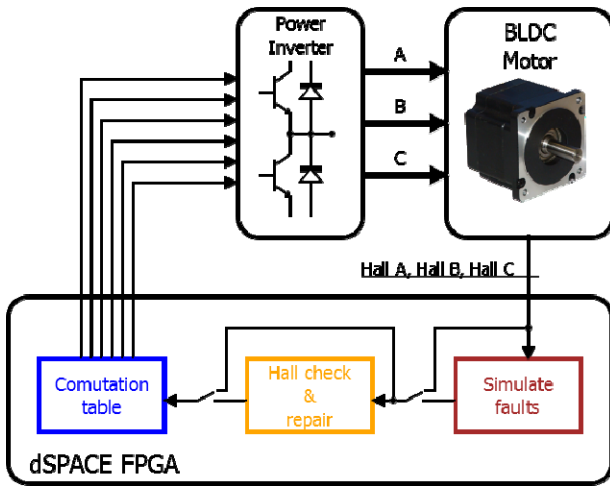 Power
Inverter
BLDC
Motor
A
B
C
Hall A, Hall B, Hall C
Comutation
table
Hall check
&
repair
Simulate
faults
dSPACE FPGA